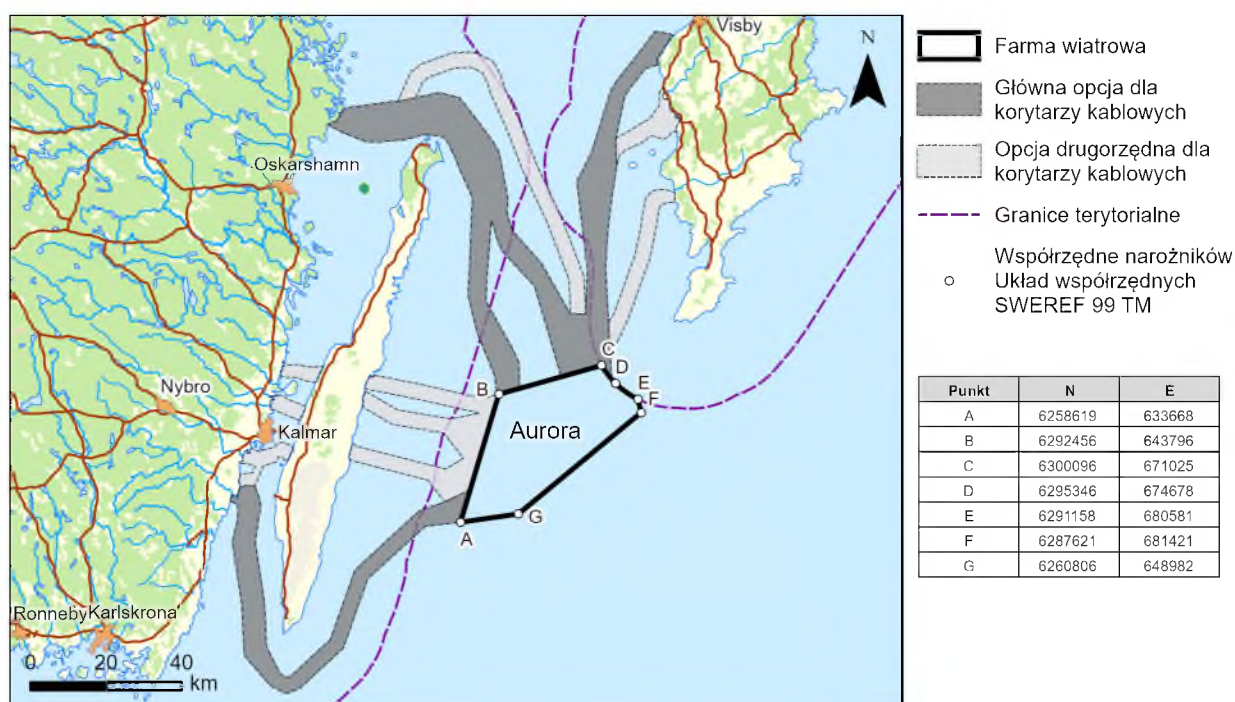 Visby
N
Oskarshamn
Nybro
Kalmar
Ronneby
Karlskrona
C
D
B
E
F
Aurora
G
A
0 20 40
km
Farma wiatrowa
Główna opcja dla
korytarzy kablowych
Opcja drugorzędna dla
korytarzy kablowych
Granice terytorialne
Współrzędne narożników
Układ współrzędnych
SWEREF 99 TM
Punkt N E
A 6258619 633668
B 6292456 643796
C 6300096 671025
D 6295346 674678
E 6291158 680581
F 6287621 681421
G 6260806 648982